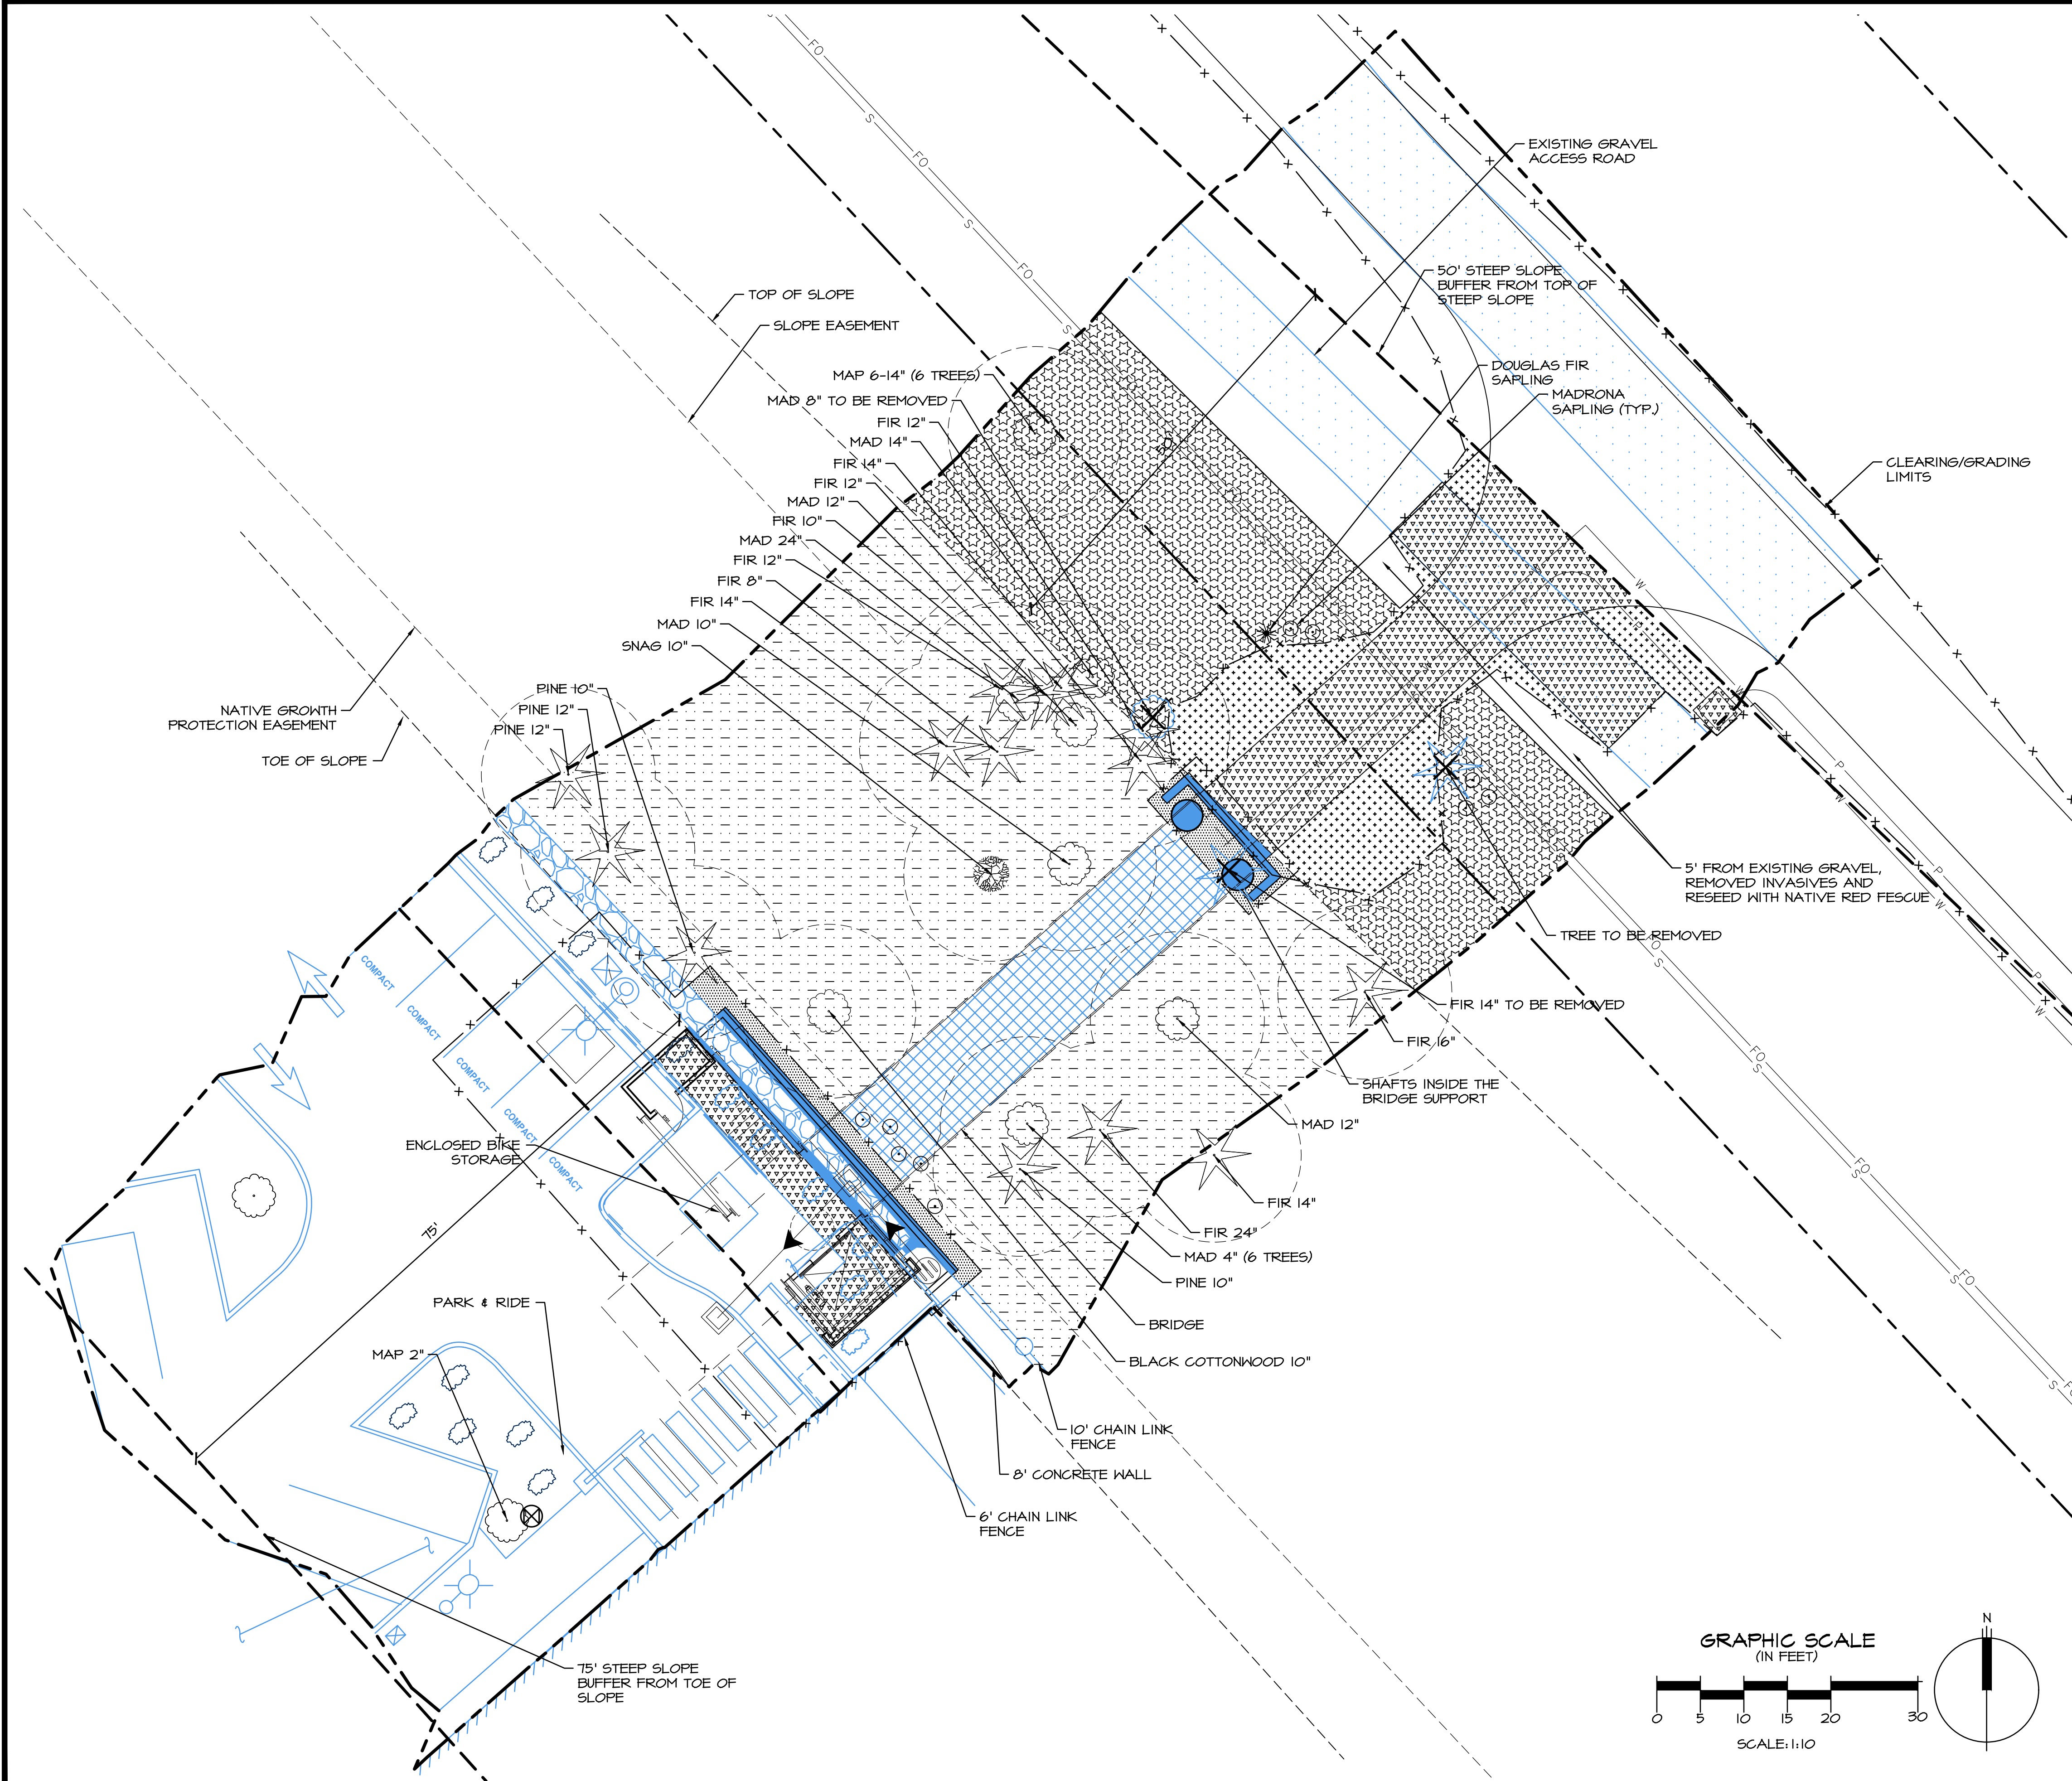 EXISTING GRAVEL
ACCESS ROAD
50' STEEP SLOPE
BUFFER FROM TOP OF
STEEP SLOPE
TOP OF SLOPE
SLOPE EASEMENT
DOUGLAS FIR
SAPLING
MADRONA
SAPLING (TYP.)
MAP 6-14" (6 TREES)
MAD 8" TO BE REMOVED
FIR 12"
MAD 14"
FIR 14"
FIR 12"
MAD 12"
FIR 10"
MAD 24"
FIR 12"
FIR 8"
FIR 14"
MAD 10"
SNAG 10"
50'
CLEARING/GRADING
LIMITS
PINE 10"
PINE 12"
PINE 12"
NATIVE GROWTH
PROTECTION EASEMENT
TOE OF SLOPE
5' FROM EXISTING GRAVEL,
REMOVED INVASIVES AND
RESEED WITH NATIVE RED FESCUE
TREE TO BE REMOVED
FIR 14" TO BE REMOVED
FIR 16"
SHAFTS INSIDE THE
BRIDGE SUPPORT
MAD 12"
COMPACT
COMPACT
COMPACT
COMPACT
COMPACT
ENCLOSED BIKE
STORAGE
75'
FIR 14"
FIR 24"
MAD 4" (6 TREES)
PINE 10"
BRIDGE
BLACK COTTONWOOD 10"
PARK & RIDE
MAP 2"
10' CHAIN LINK
FENCE
8' CONCRETE WALL
6' CHAIN LINK
FENCE
75' STEEP SLOPE
BUFFER FROM TOE OF
SLOPE
FO
S
FO
S
FO
S
FO
S
FO
S
FO
S
FO
S
W
W
P
W
P
W
P
W
GRAPHIC SCALE
(IN FEET)
0 5 10 15 20 30
SCALE: 1:10
N